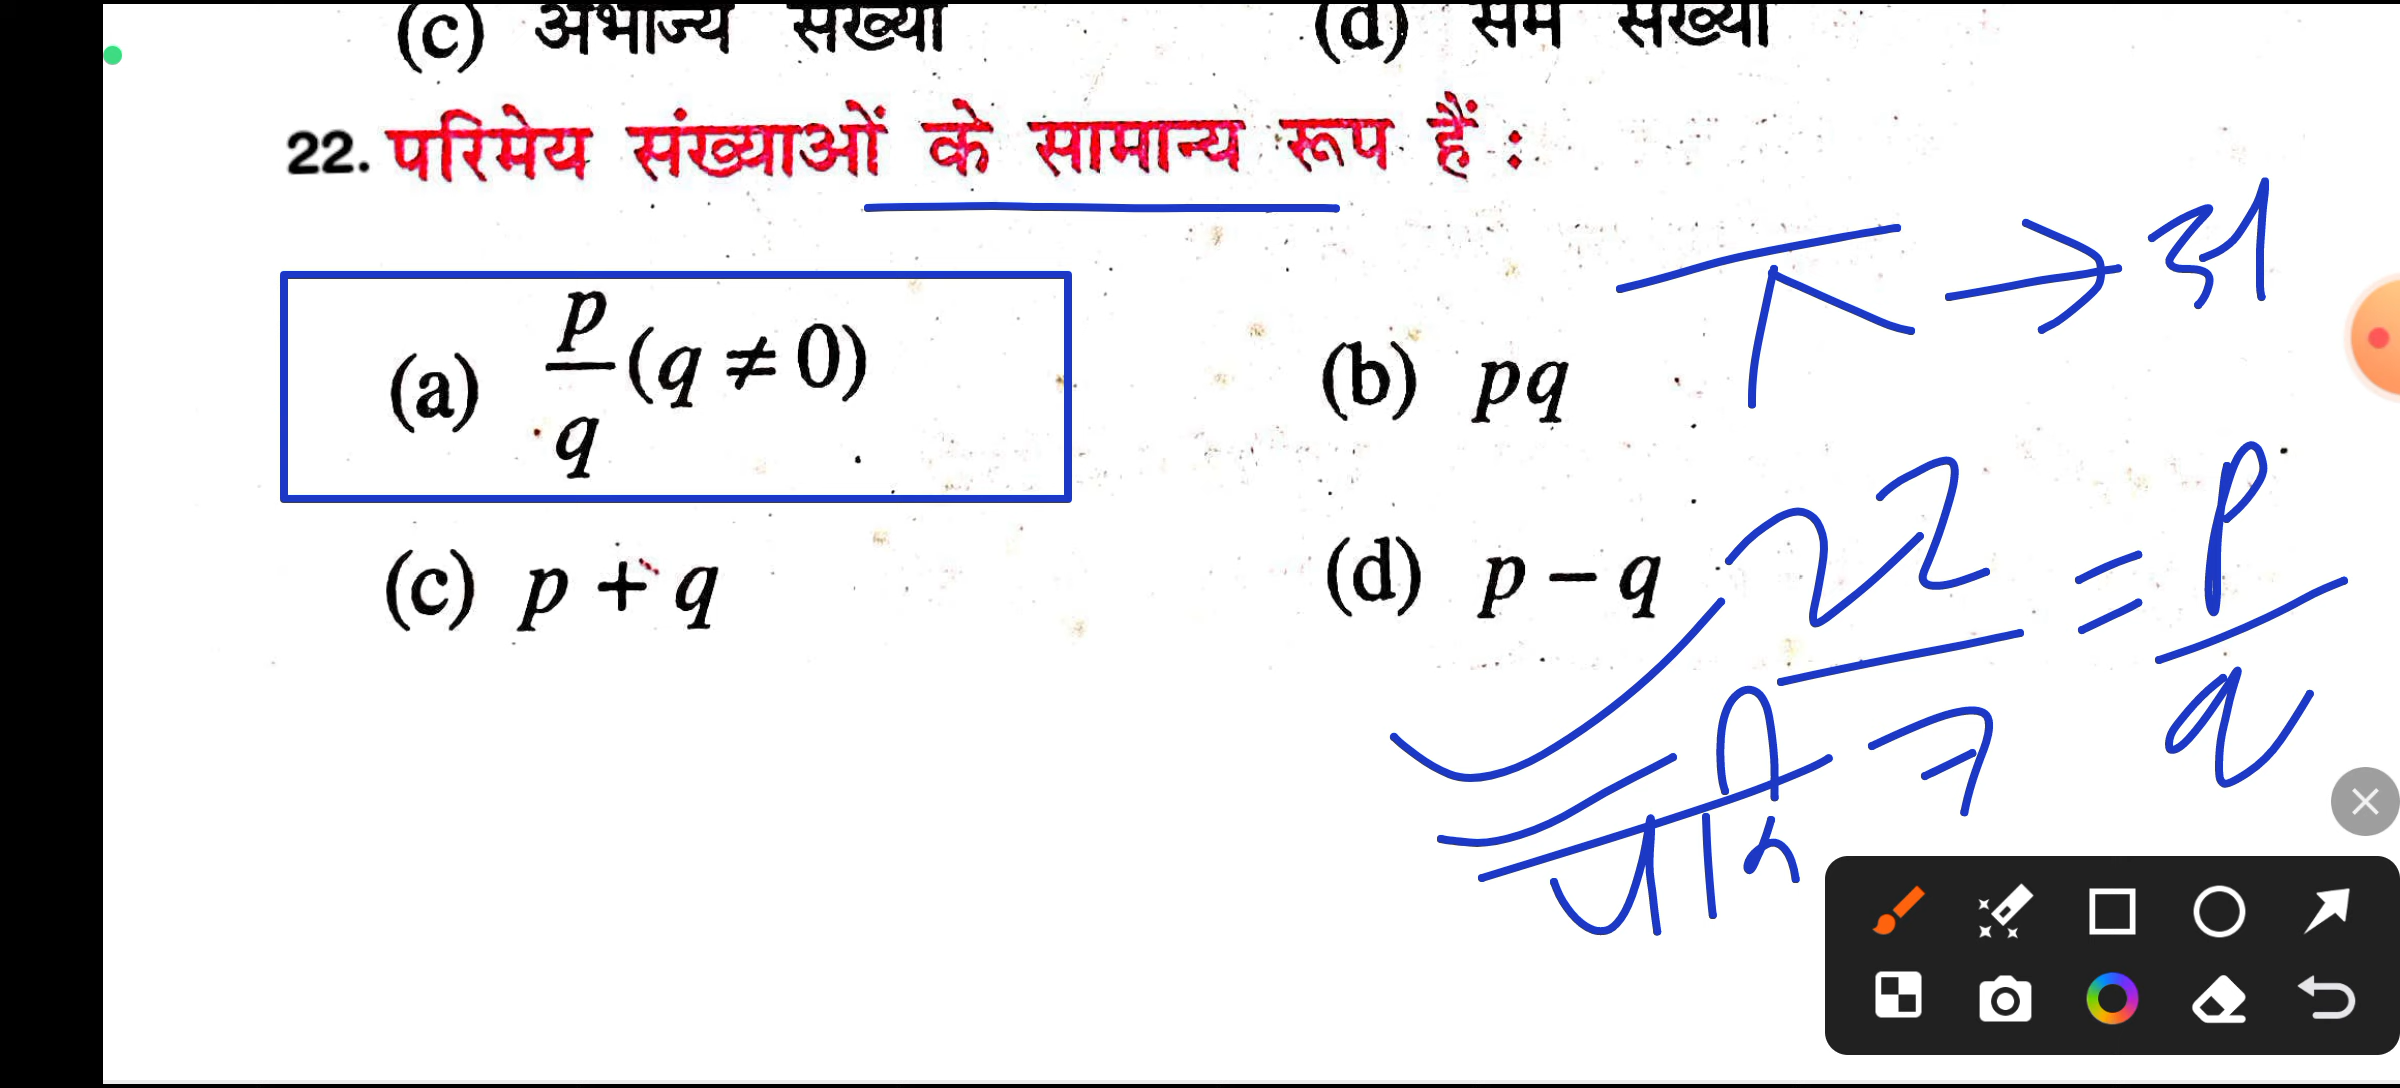 (c) अभाज्य संख्या (d) सम संख्या
22. परिमेय संख्याओं के सामान्य रूप हैं :
π → अ
(a) p/q (q ≠ 0) (b) pq
(c) p + q (d) p − q
22/7 = p/q